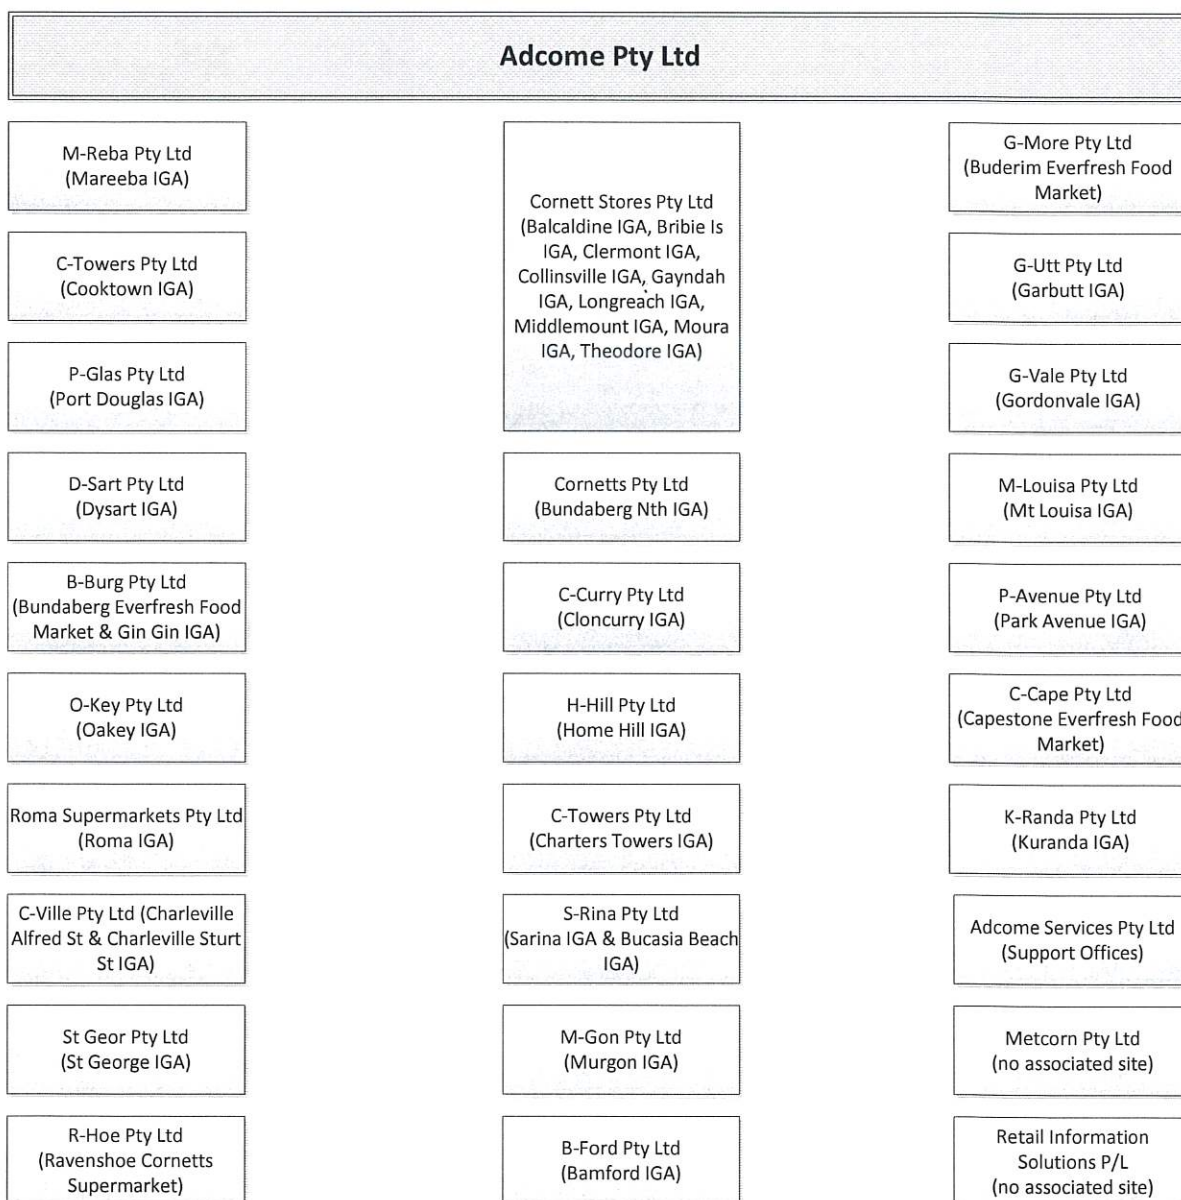 Adcome Pty Ltd
M-Reba Pty Ltd
(Mareeba IGA)
C-Towers Pty Ltd
(Cooktown IGA)
P-Glas Pty Ltd
(Port Douglas IGA)
D-Sart Pty Ltd
(Dysart IGA)
B-Burg Pty Ltd
(Bundaberg Everfresh Food
Market & Gin Gin IGA)
O-Key Pty Ltd
(Oakey IGA)
Roma Supermarkets Pty Ltd
(Roma IGA)
C-Ville Pty Ltd (Charleville
Alfred St & Charleville Sturt
St IGA)
St Geor Pty Ltd
(St George IGA)
R-Hoe Pty Ltd
(Ravenshoe Cornetts
Supermarket)
Cornett Stores Pty Ltd
(Balcaldine IGA, Bribie Is
IGA, Clermont IGA,
Collinsville IGA, Gayndah
IGA, Longreach IGA,
Middlemount IGA, Moura
IGA, Theodore IGA)
Cornetts Pty Ltd
(Bundaberg Nth IGA)
C-Curry Pty Ltd
(Cloncurry IGA)
H-Hill Pty Ltd
(Home Hill IGA)
C-Towers Pty Ltd
(Charters Towers IGA)
S-Rina Pty Ltd
(Sarina IGA & Bucasia Beach
IGA)
M-Gon Pty Ltd
(Murgon IGA)
B-Ford Pty Ltd
(Bamford IGA)
G-More Pty Ltd
(Buderim Everfresh Food
Market)
G-Utt Pty Ltd
(Garbutt IGA)
G-Vale Pty Ltd
(Gordonvale IGA)
M-Louisa Pty Ltd
(Mt Louisa IGA)
P-Avenue Pty Ltd
(Park Avenue IGA)
C-Cape Pty Ltd
(Capestone Everfresh Food
Market)
K-Randa Pty Ltd
(Kuranda IGA)
Adcome Services Pty Ltd
(Support Offices)
Metcorn Pty Ltd
(no associated site)
Retail Information
Solutions P/L
(no associated site)